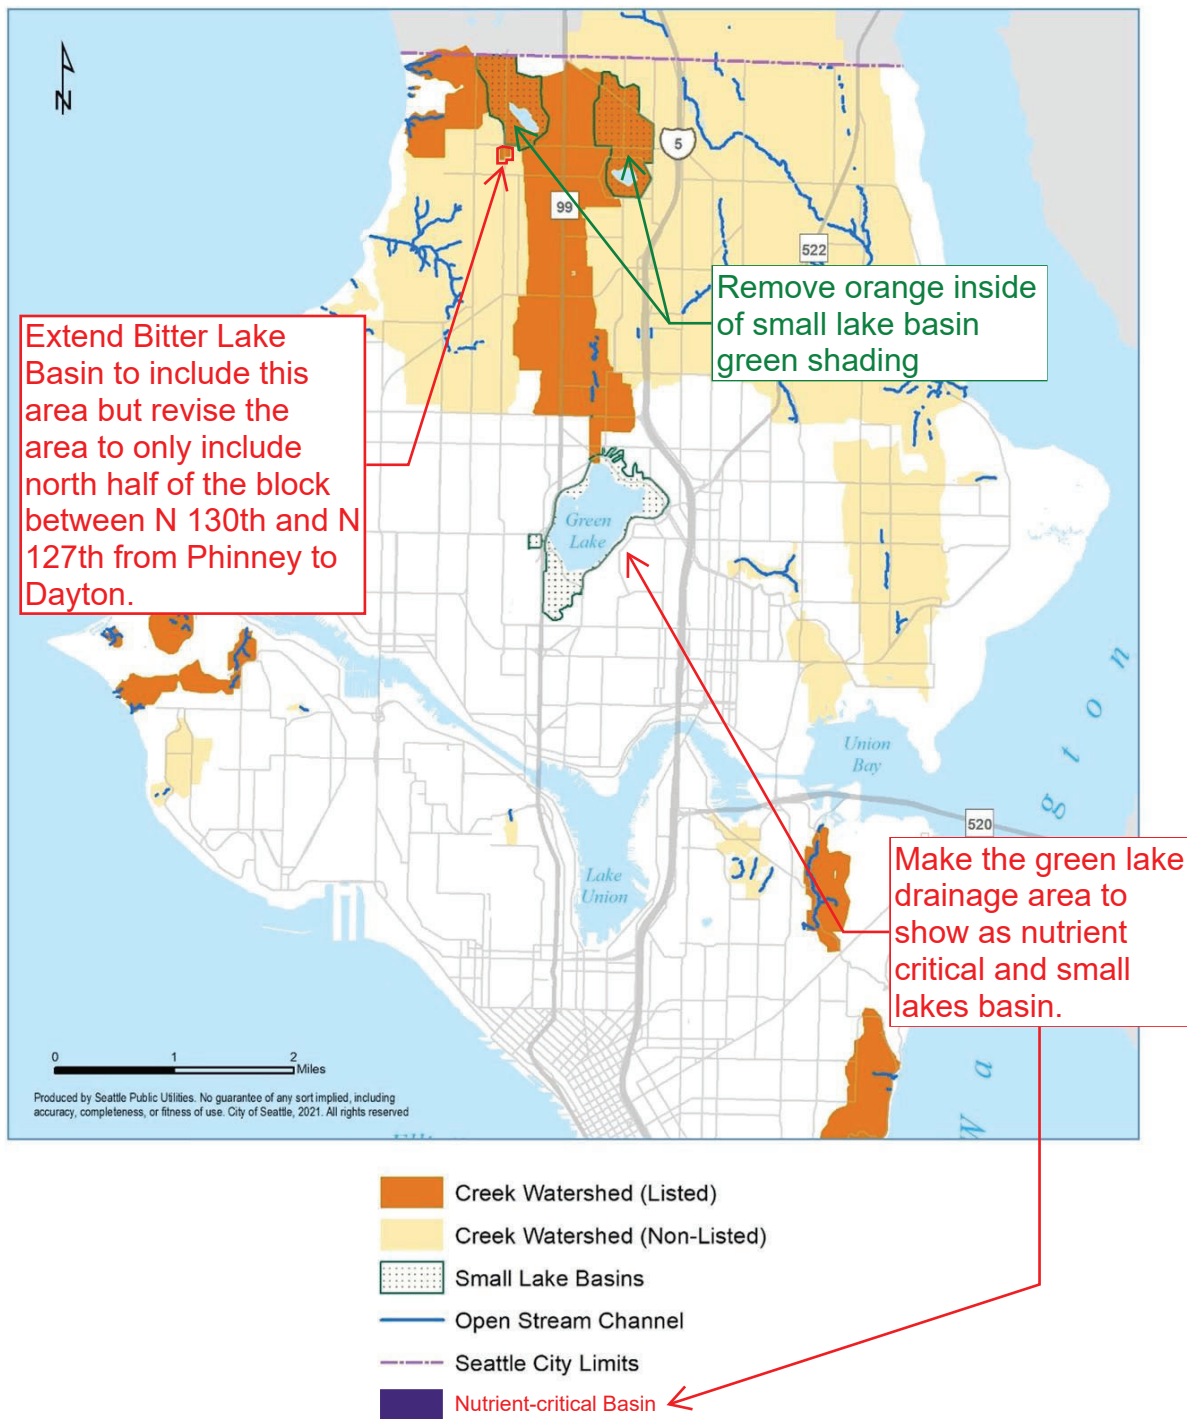 N
5
99
522
Remove orange inside
of small lake basin
green shading
Extend Bitter Lake
Basin to include this
area but revise the
area to only include
north half of the block
between N 130th and N
127th from Phinney to
Dayton.
Green
Lake
Union
Bay
g t o n
520
Lake
Union
Make the green lake
drainage area to
show as nutrient
critical and small
lakes basin.
W a
0 1 2
Miles
Produced by Seattle Public Utilities. No guarantee of any sort implied, including
accuracy, completeness, or fitness of use. City of Seattle, 2021. All rights reserved
Creek Watershed (Listed)
Creek Watershed (Non-Listed)
Small Lake Basins
Open Stream Channel
Seattle City Limits
Nutrient-critical Basin